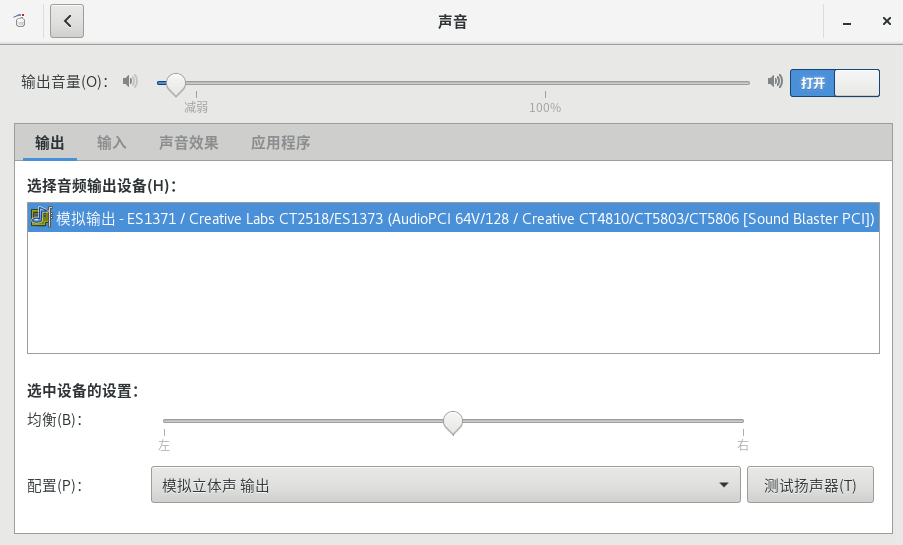 声音
输出音量(O)：
打开
减弱
100%
输出 输入 声音效果 应用程序
选择音频输出设备(H)：
模拟输出 - ES1371 / Creative Labs CT2518/ES1373 (AudioPCI 64V/128 / Creative CT4810/CT5803/CT5806 [Sound Blaster PCI])
选中设备的设置：
均衡(B)：
左 右
配置(P)：
模拟立体声 输出
测试扬声器(T)